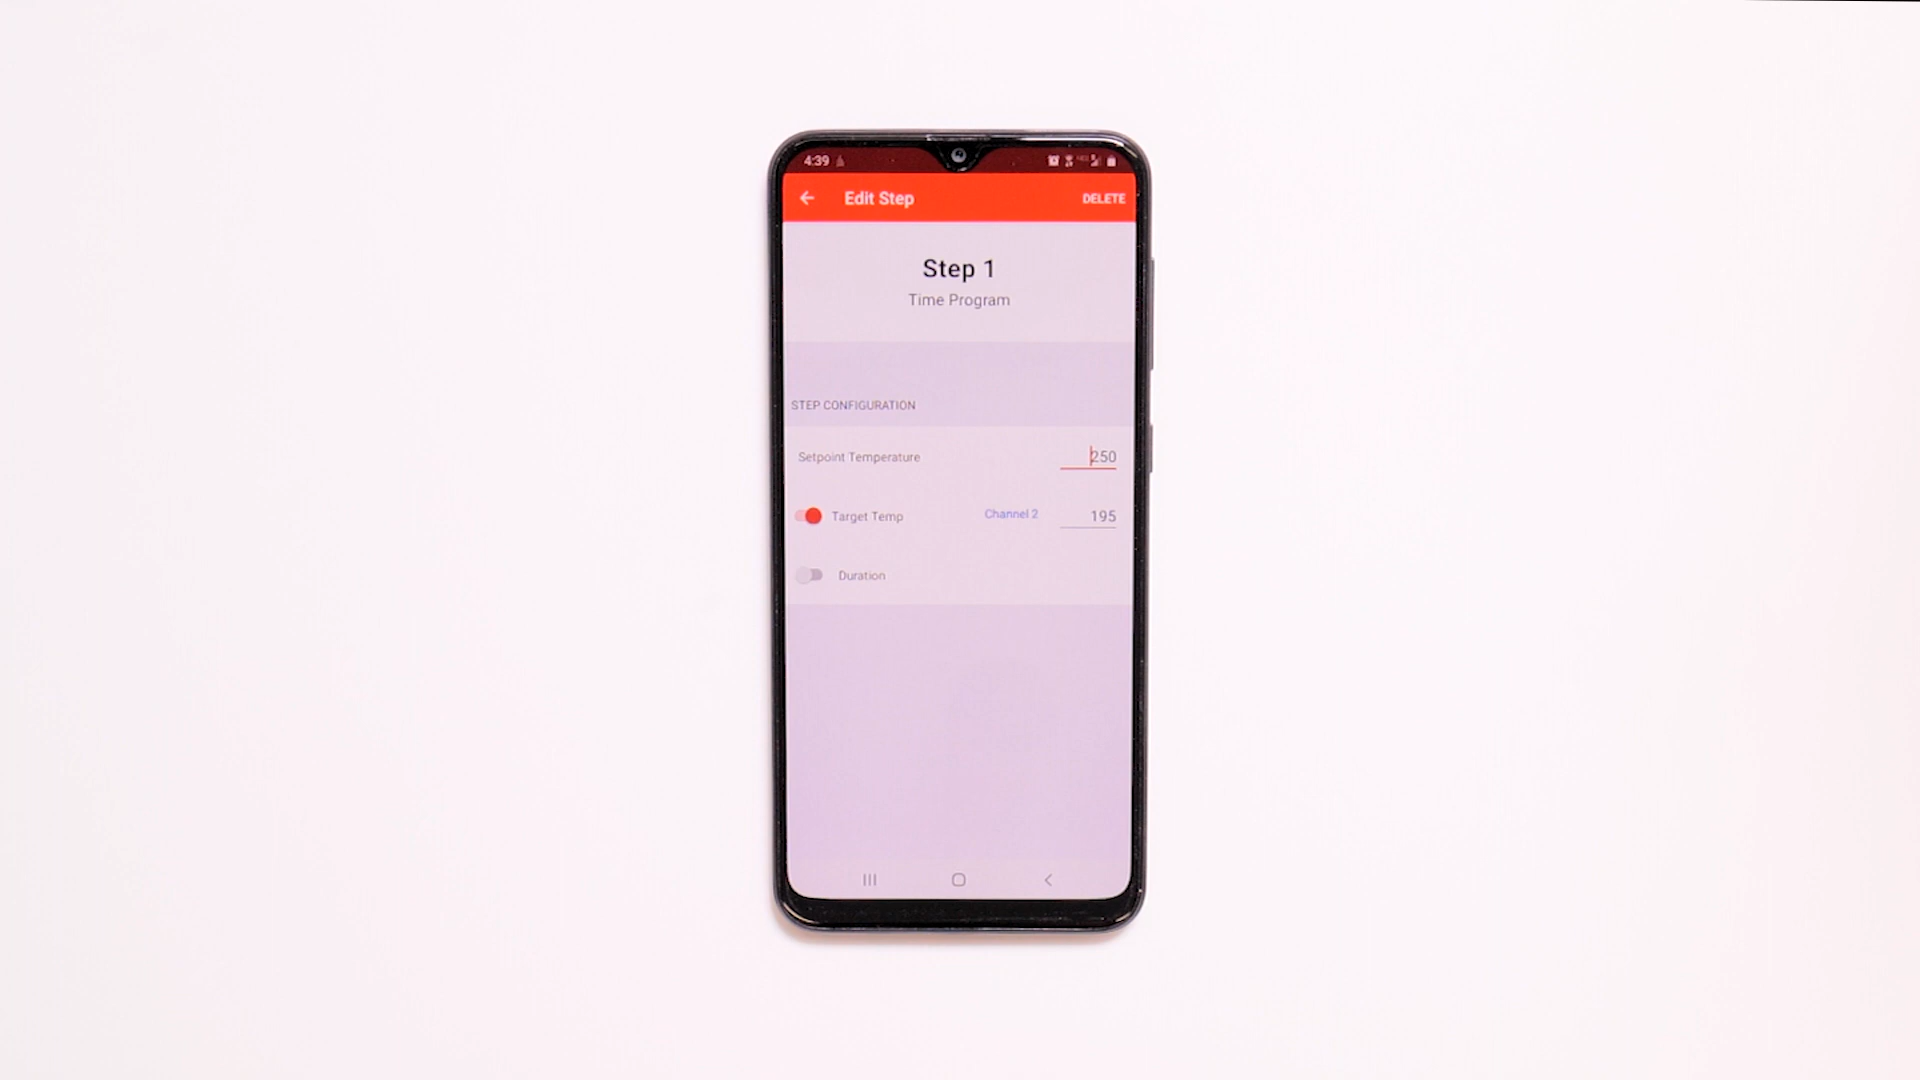 4:39
Edit Step
DELETE
Step 1
Time Program
STEP CONFIGURATION
Setpoint Temperature 250
Target Temp Channel 2 195
Duration